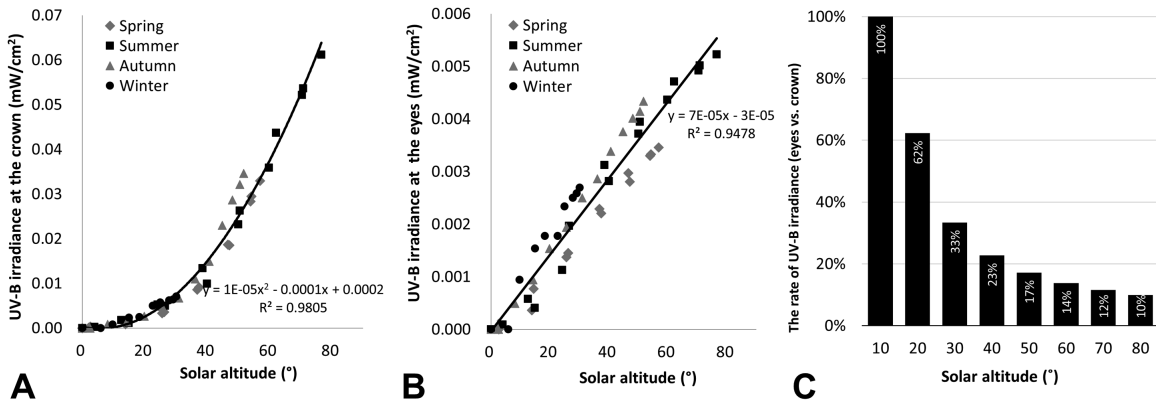 UV-B irradiance at the crown (mW/cm²)
0.07
0.06
0.05
0.04
0.03
0.02
0.01
0.00
Spring
Summer
Autumn
Winter
y = 1E-05x² - 0.0001x + 0.0002
R² = 0.9805
0 20 40 60 80
Solar altitude (°)
A
UV-B irradiance at the eyes (mW/cm²)
0.006
0.005
0.004
0.003
0.002
0.001
0.000
Spring
Summer
Autumn
Winter
y = 7E-05x - 3E-05
R² = 0.9478
0 20 40 60 80
Solar altitude (°)
B
The rate of UV-B irradiance (eyes vs. crown)
100%
80%
60%
40%
20%
0%
100%
62%
33%
23%
17%
14%
12%
10%
10 20 30 40 50 60 70 80
Solar altitude (˚)
C